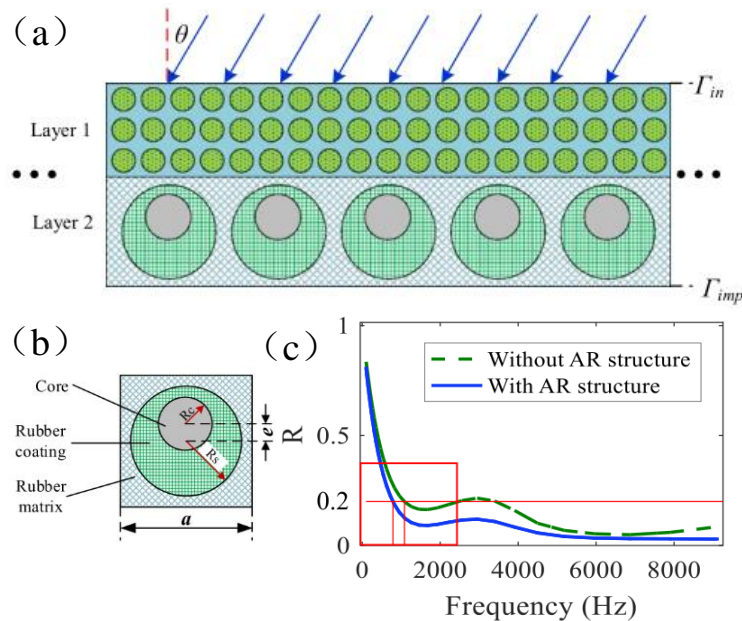 (a)
θ
Γin
Layer 1
Layer 2
Γimp
(b)
Core
Rubber
coating
Rubber
matrix
Rc
Rs
e
a
(c)
1
0.5
0.2
0
R
Without AR structure
With AR structure
0 2000 4000 6000 8000
Frequency (Hz)